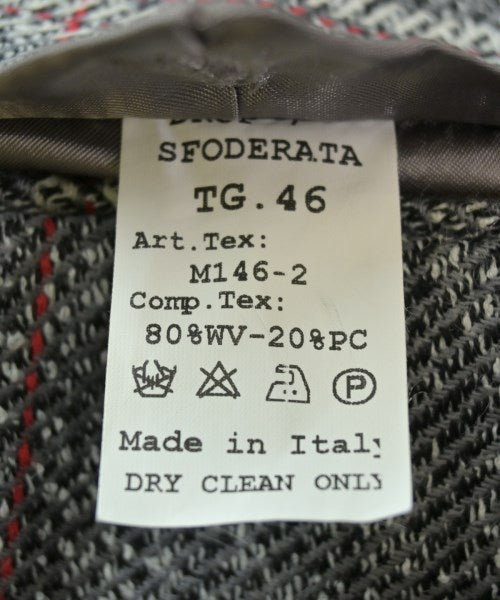 SFODERATA
TG.46
Art.Tex:
M146-2
Comp.Tex:
80%WV-20%PC
P
Made in Italy
DRY CLEAN ONLY